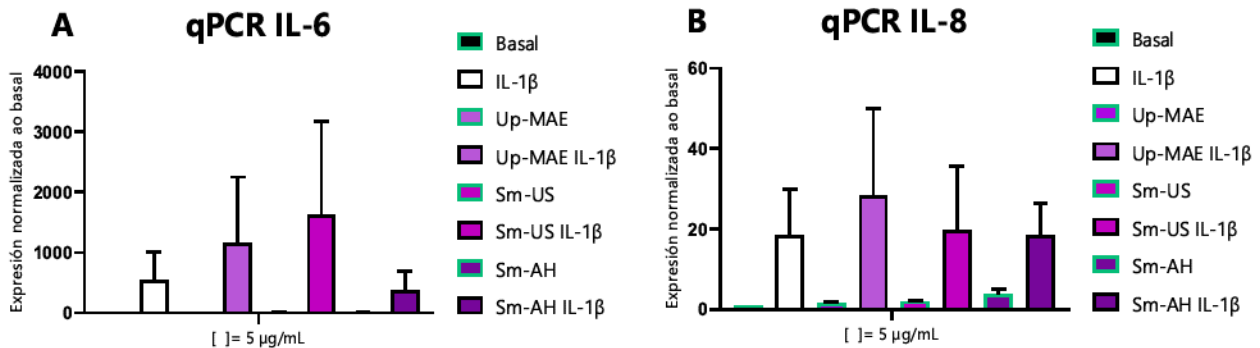 A
qPCR IL-6
Expresión normalizada ao basal
4000
3000
2000
1000
0
[ ]= 5 µg/mL
Basal
IL-1β
Up-MAE
Up-MAE IL-1β
Sm-US
Sm-US IL-1β
Sm-AH
Sm-AH IL-1β
B
qPCR IL-8
Expresión normalizada ao basal
60
40
20
0
[ ]= 5 µg/mL
Basal
IL-1β
Up-MAE
Up-MAE IL-1β
Sm-US
Sm-US IL-1β
Sm-AH
Sm-AH IL-1β